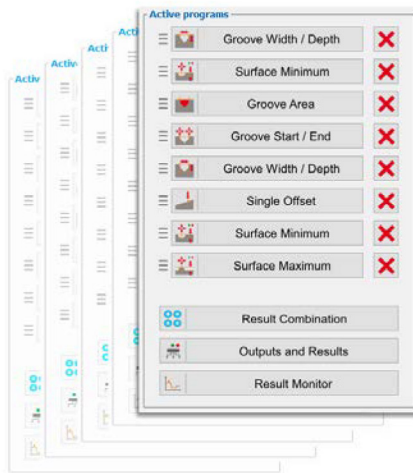 Active programs
Groove Width / Depth
Surface Minimum
Groove Area
Groove Start / End
Groove Width / Depth
Single Offset
Surface Minimum
Surface Maximum
Result Combination
Outputs and Results
Result Monitor
Acti
Activ
Activ
Activ